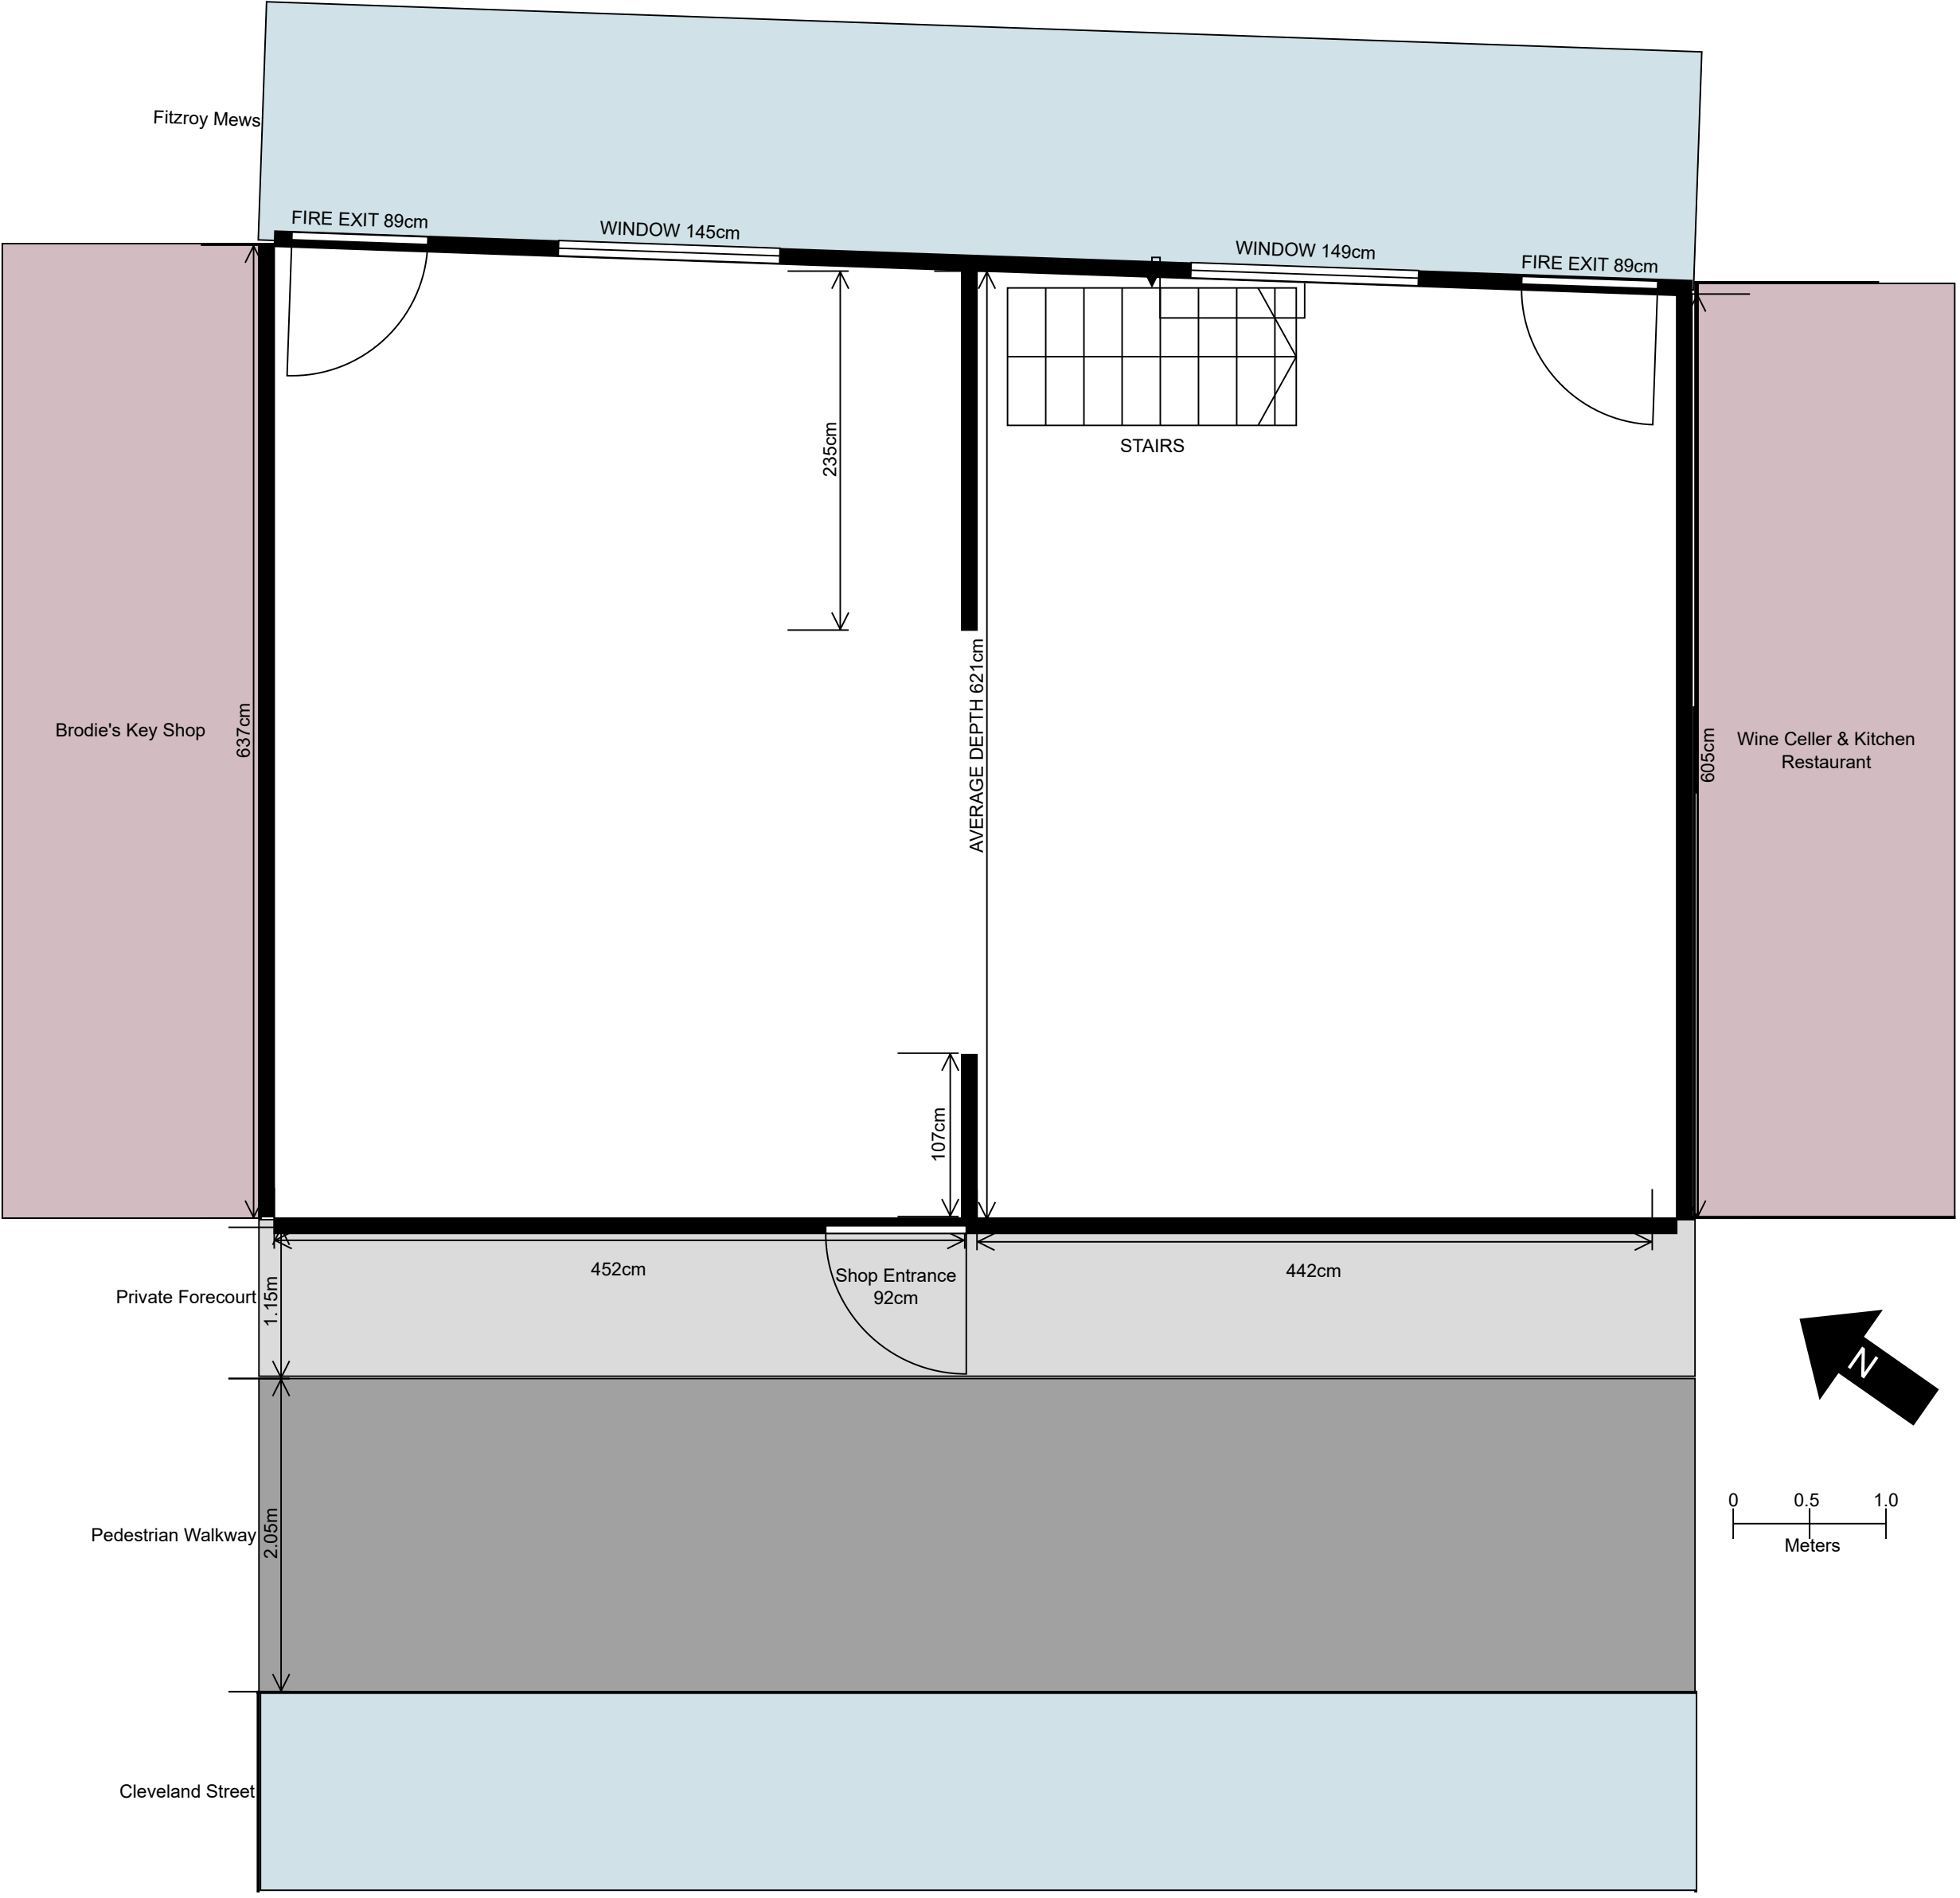 Fitzroy Mews
FIRE EXIT 89cm
WINDOW 145cm
WINDOW 149cm
FIRE EXIT 89cm
235cm
STAIRS
Brodie's Key Shop
637cm
AVERAGE DEPTH 621cm
605cm
Wine Celler & Kitchen
Restaurant
107cm
452cm
Shop Entrance
92cm
442cm
Private Forecourt
1.15m
N
0 0.5 1.0
Meters
Pedestrian Walkway
2.05m
Cleveland Street